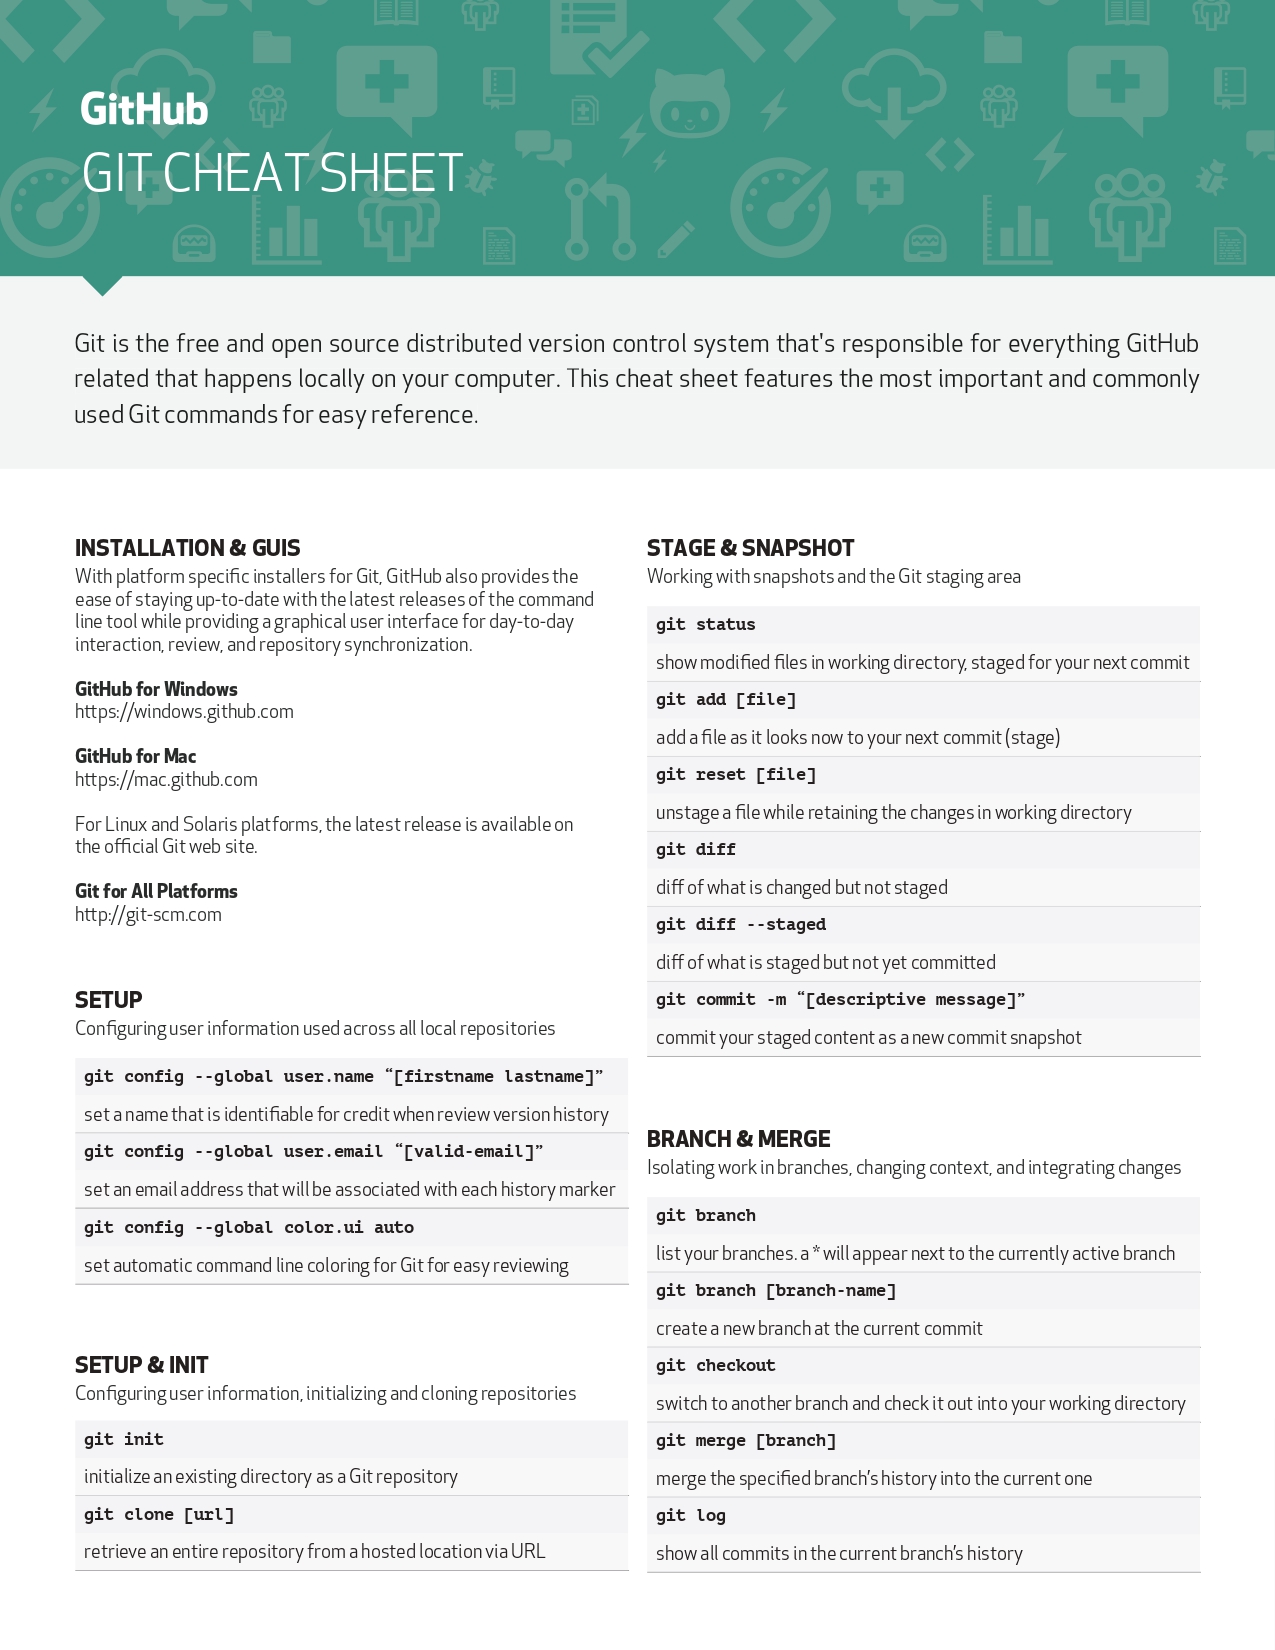 GitHub
GIT CHEAT SHEET
Git is the free and open source distributed version control system that's responsible for everything GitHub
related that happens locally on your computer. This cheat sheet features the most important and commonly
used Git commands for easy reference.
INSTALLATION & GUIS
With platform specific installers for Git, GitHub also provides the
ease of staying up-to-date with the latest releases of the command
line tool while providing a graphical user interface for day-to-day
interaction, review, and repository synchronization.
GitHub for Windows
https://windows.github.com
GitHub for Mac
https://mac.github.com
For Linux and Solaris platforms, the latest release is available on
the official Git web site.
Git for All Platforms
http://git-scm.com
SETUP
Configuring user information used across all local repositories
git config --global user.name “[firstname lastname]”
set a name that is identifiable for credit when review version history
git config --global user.email “[valid-email]”
set an email address that will be associated with each history marker
git config --global color.ui auto
set automatic command line coloring for Git for easy reviewing
SETUP & INIT
Configuring user information, initializing and cloning repositories
git init
initialize an existing directory as a Git repository
git clone [url]
retrieve an entire repository from a hosted location via URL
STAGE & SNAPSHOT
Working with snapshots and the Git staging area
git status
show modified files in working directory, staged for your next commit
git add [file]
add a file as it looks now to your next commit (stage)
git reset [file]
unstage a file while retaining the changes in working directory
git diff
diff of what is changed but not staged
git diff --staged
diff of what is staged but not yet committed
git commit -m “[descriptive message]”
commit your staged content as a new commit snapshot
BRANCH & MERGE
Isolating work in branches, changing context, and integrating changes
git branch
list your branches. a * will appear next to the currently active branch
git branch [branch-name]
create a new branch at the current commit
git checkout
switch to another branch and check it out into your working directory
git merge [branch]
merge the specified branch’s history into the current one
git log
show all commits in the current branch’s history